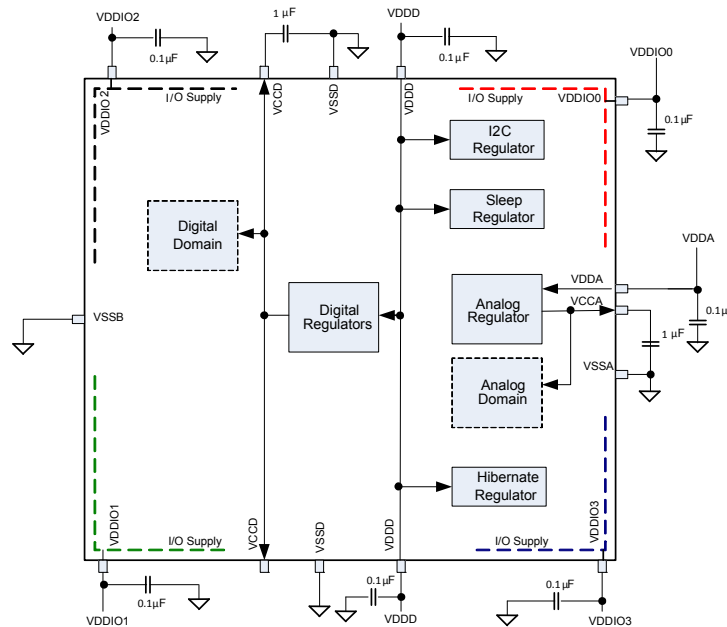 VDDIO2
0.1µF
1 µF
VDDD
0.1µF
VDDIO0
0.1µF
I/O Supply
VDDIO2
VCCD
VSSD
VDDD
I/O Supply
VDDIO0
I2C
Regulator
Sleep
Regulator
Digital
Domain
VDDA
VDDA
Analog
Regulator
VCCA
0.1µ
1 µF
Digital
Regulators
VSSB
VSSA
Analog
Domain
Hibernate
Regulator
VDDIO1
I/O Supply
VCCD
VSSD
VDDD
I/O Supply
VDDIO3
0.1µF
VDDIO1
0.1µF
VDDD
0.1µF
VDDIO3